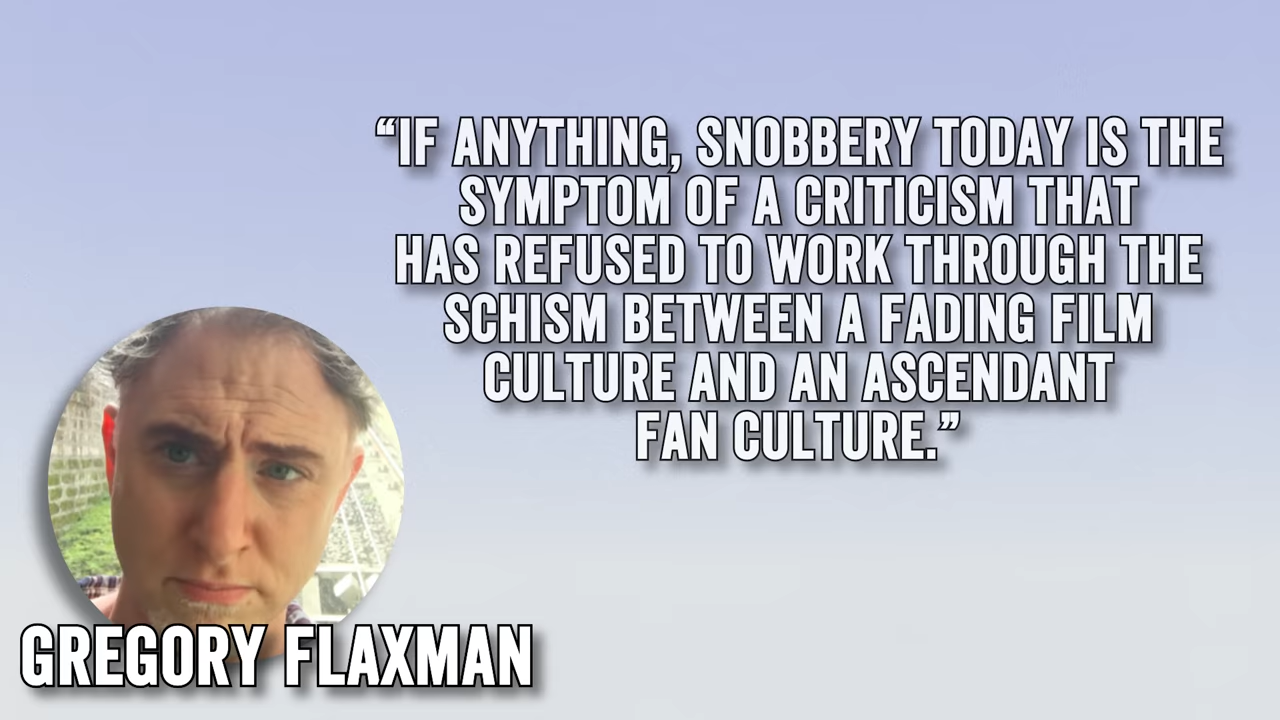 “IF ANYTHING, SNOBBERY TODAY IS THE
SYMPTOM OF A CRITICISM THAT
HAS REFUSED TO WORK THROUGH THE
SCHISM BETWEEN A FADING FILM
CULTURE AND AN ASCENDANT
FAN CULTURE.”
GREGORY FLAXMAN